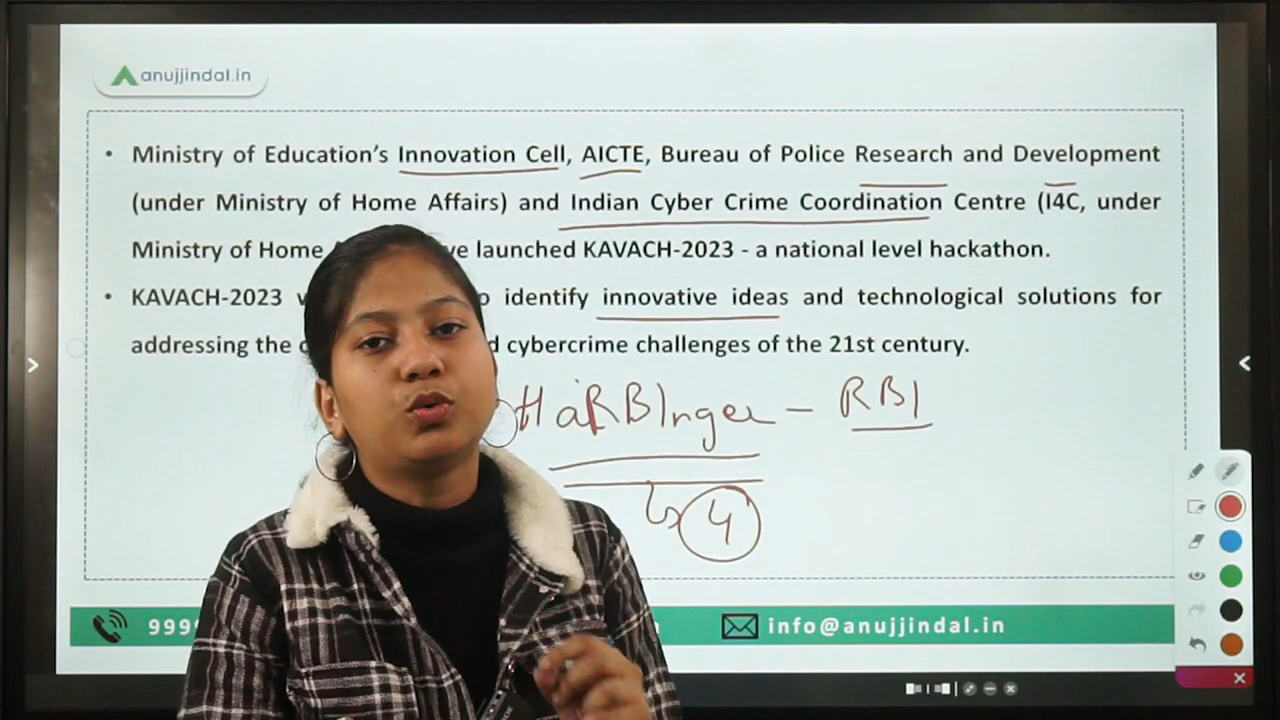 anujjindal.in
• Ministry of Education's Innovation Cell, AICTE, Bureau of Police Research and Development
(under Ministry of Home Affairs) and Indian Cyber Crime Coordination Centre (I4C, under
Ministry of Home ve launched KAVACH-2023 - a national level hackathon.
• KAVACH-2023 identify innovative ideas and technological solutions for
addressing the cybercrime challenges of the 21st century.
HaRBInger – RBI
4
999 info@anujjindal.in